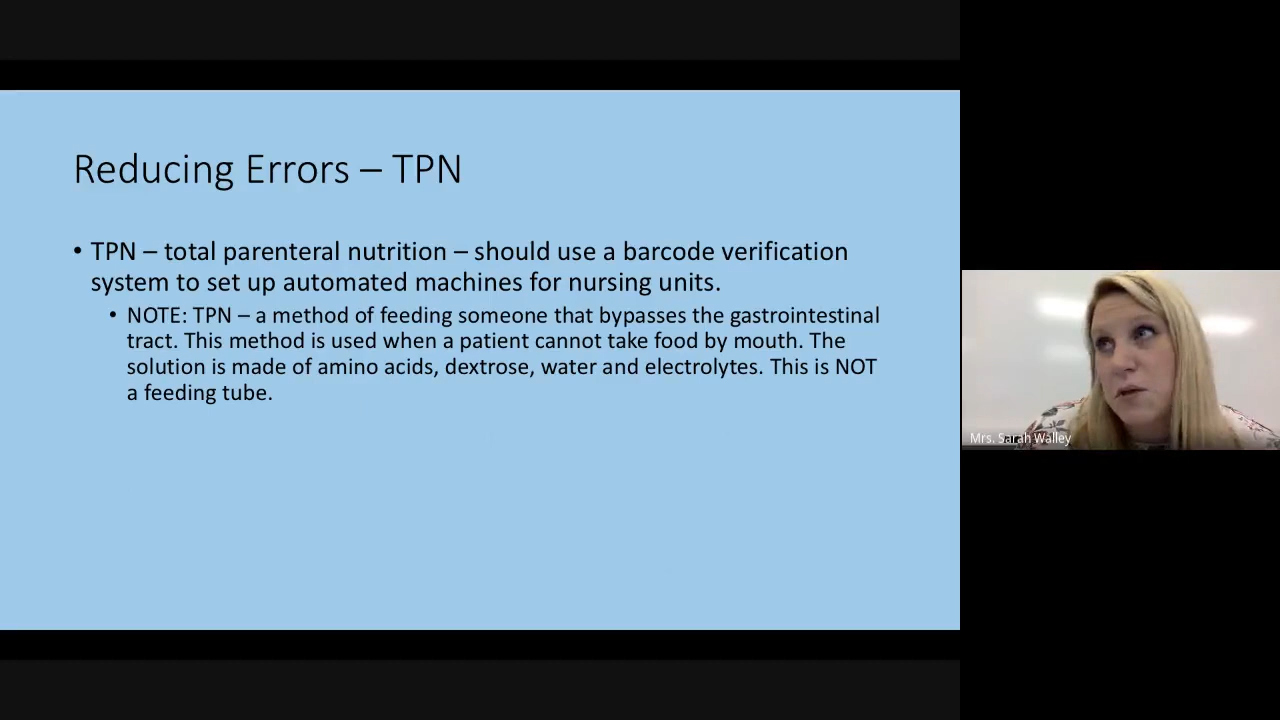 Reducing Errors – TPN
• TPN – total parenteral nutrition – should use a barcode verification
system to set up automated machines for nursing units.
• NOTE: TPN – a method of feeding someone that bypasses the gastrointestinal
tract. This method is used when a patient cannot take food by mouth. The
solution is made of amino acids, dextrose, water and electrolytes. This is NOT
a feeding tube.
Mrs. Sarah Walley